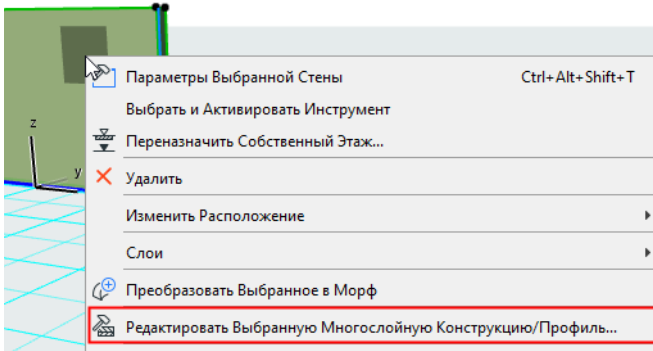 Параметры Выбранной Стены Ctrl+Alt+Shift+T
Выбрать и Активировать Инструмент
z
Переназначить Собственный Этаж...
y
Удалить
Изменить Расположение
Слои
Преобразовать Выбранное в Морф
Редактировать Выбранную Многослойную Конструкцию/Профиль...